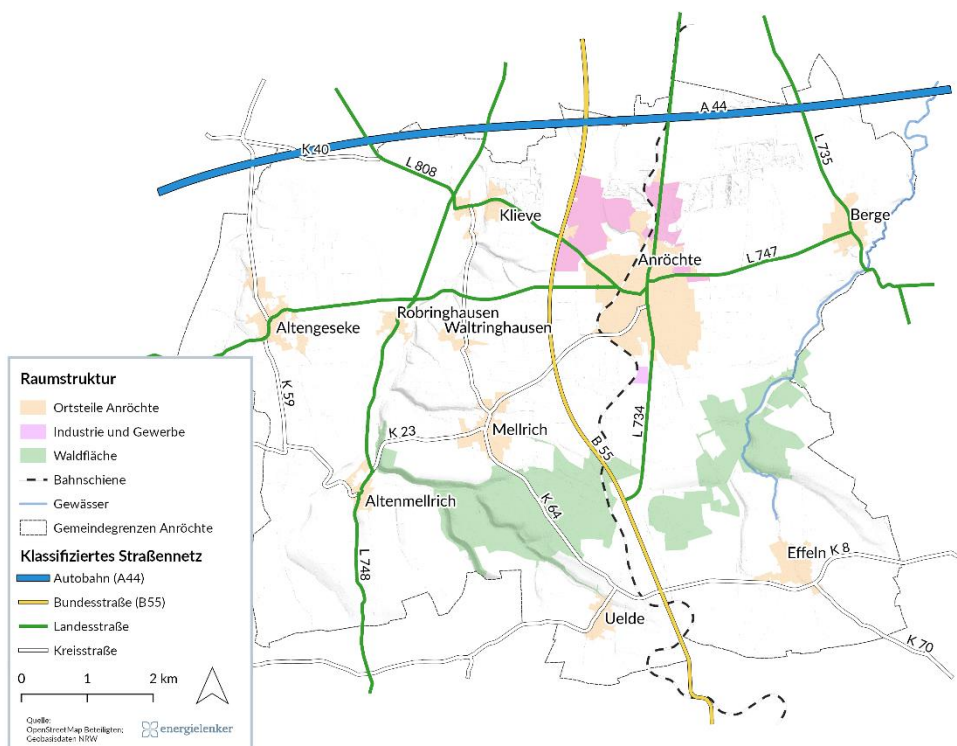 A 44
K 40
L 808
L 735
Klieve
Berge
Anröchte
L 747
Altengeseke
Robringhausen
Waltringhausen
K 59
L 734
K 23
Mellrich
B 55
Altenmellrich
K 64
L 748
Effeln
K 8
Uelde
K 70
Raumstruktur
Ortsteile Anröchte
Industrie und Gewerbe
Waldfläche
Bahnschiene
Gewässer
Gemeindegrenzen Anröchte
Klassifiziertes Straßennetz
Autobahn (A44)
Bundesstraße (B55)
Landesstraße
Kreisstraße
0 1 2 km
Quelle:
OpenStreetMap Beteiligten;
Geobasisdaten NRW
energielenker